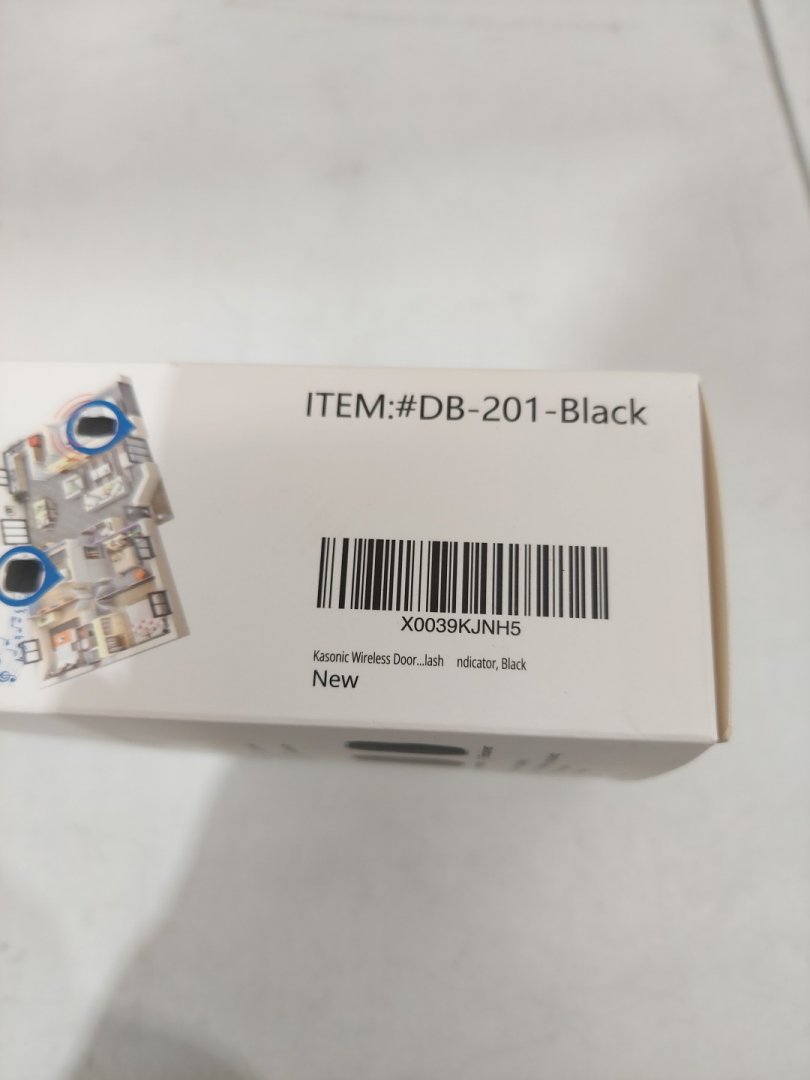 ITEM:#DB-201-Black
X0039KJNH5
Kasonic Wireless Door...lash ndicator, Black
New